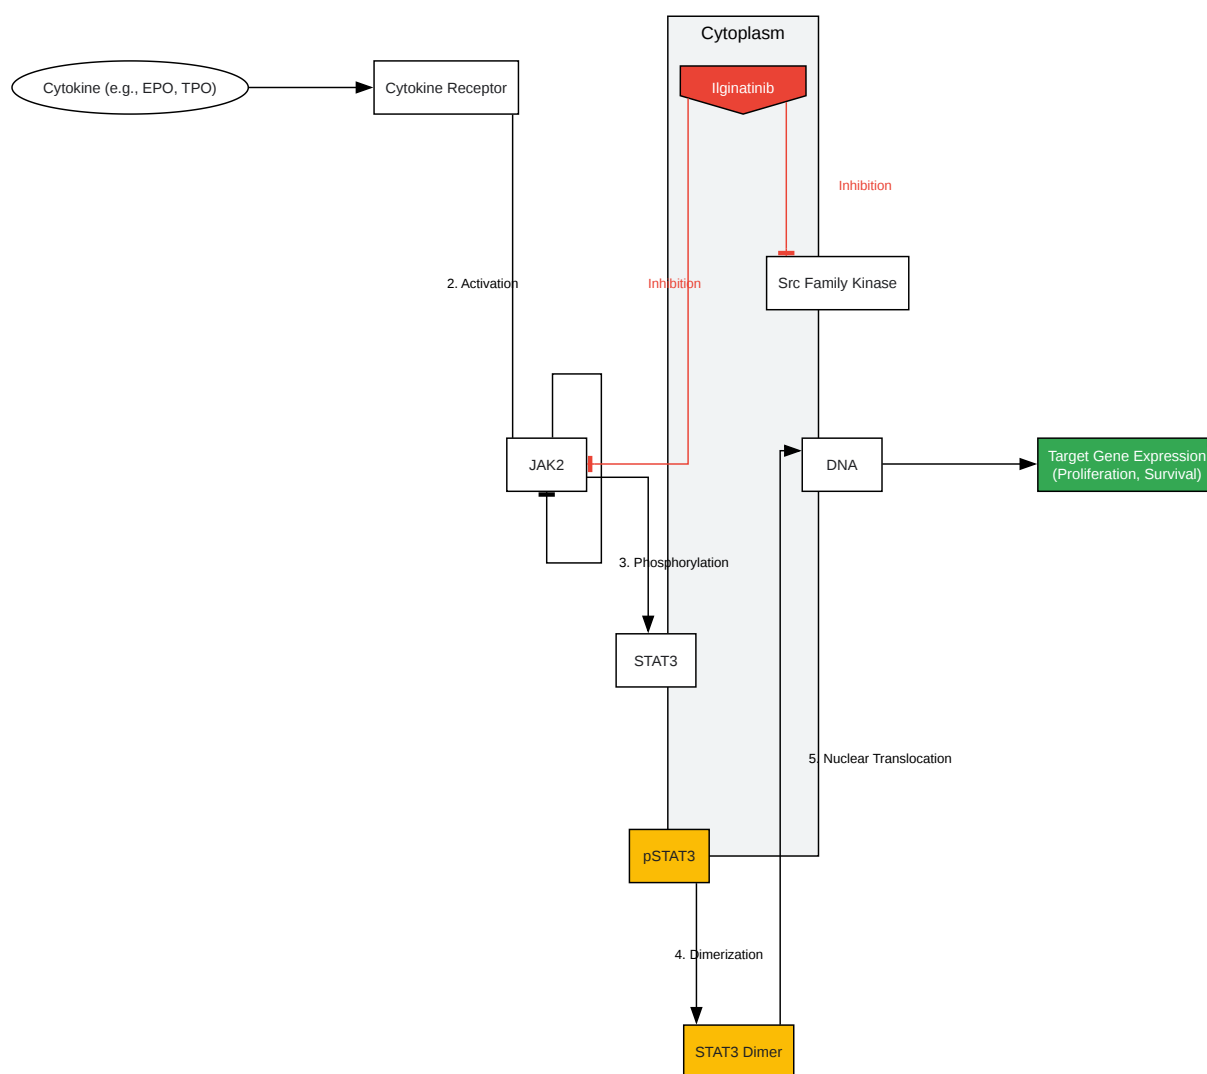 Cytoplasm
Cytokine (e.g., EPO, TPO)
Cytokine Receptor
Ilginatinib
Inhibition
2. Activation
Inhibition
Src Family Kinase
JAK2
DNA
Target Gene Expression
(Proliferation, Survival)
3. Phosphorylation
STAT3
5. Nuclear Translocation
pSTAT3
4. Dimerization
STAT3 Dimer